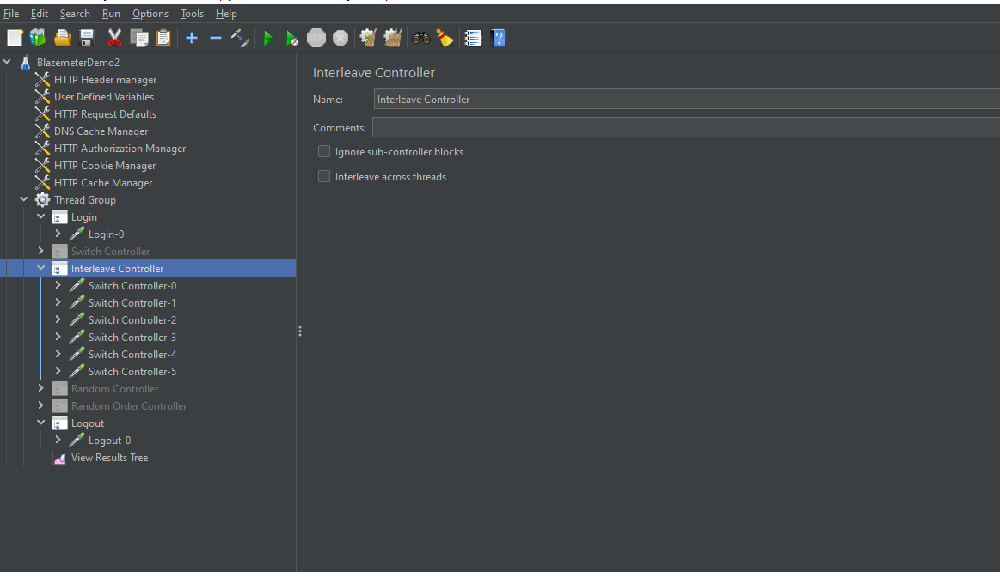 File Edit Search Run Options Tools Help
BlazemeterDemo2
HTTP Header manager
User Defined Variables
HTTP Request Defaults
DNS Cache Manager
HTTP Authorization Manager
HTTP Cookie Manager
HTTP Cache Manager
Thread Group
Login
Login-0
Switch Controller
Interleave Controller
Switch Controller-0
Switch Controller-1
Switch Controller-2
Switch Controller-3
Switch Controller-4
Switch Controller-5
Random Controller
Random Order Controller
Logout
Logout-0
View Results Tree
Interleave Controller
Name: Interleave Controller
Comments:
Ignore sub-controller blocks
Interleave across threads